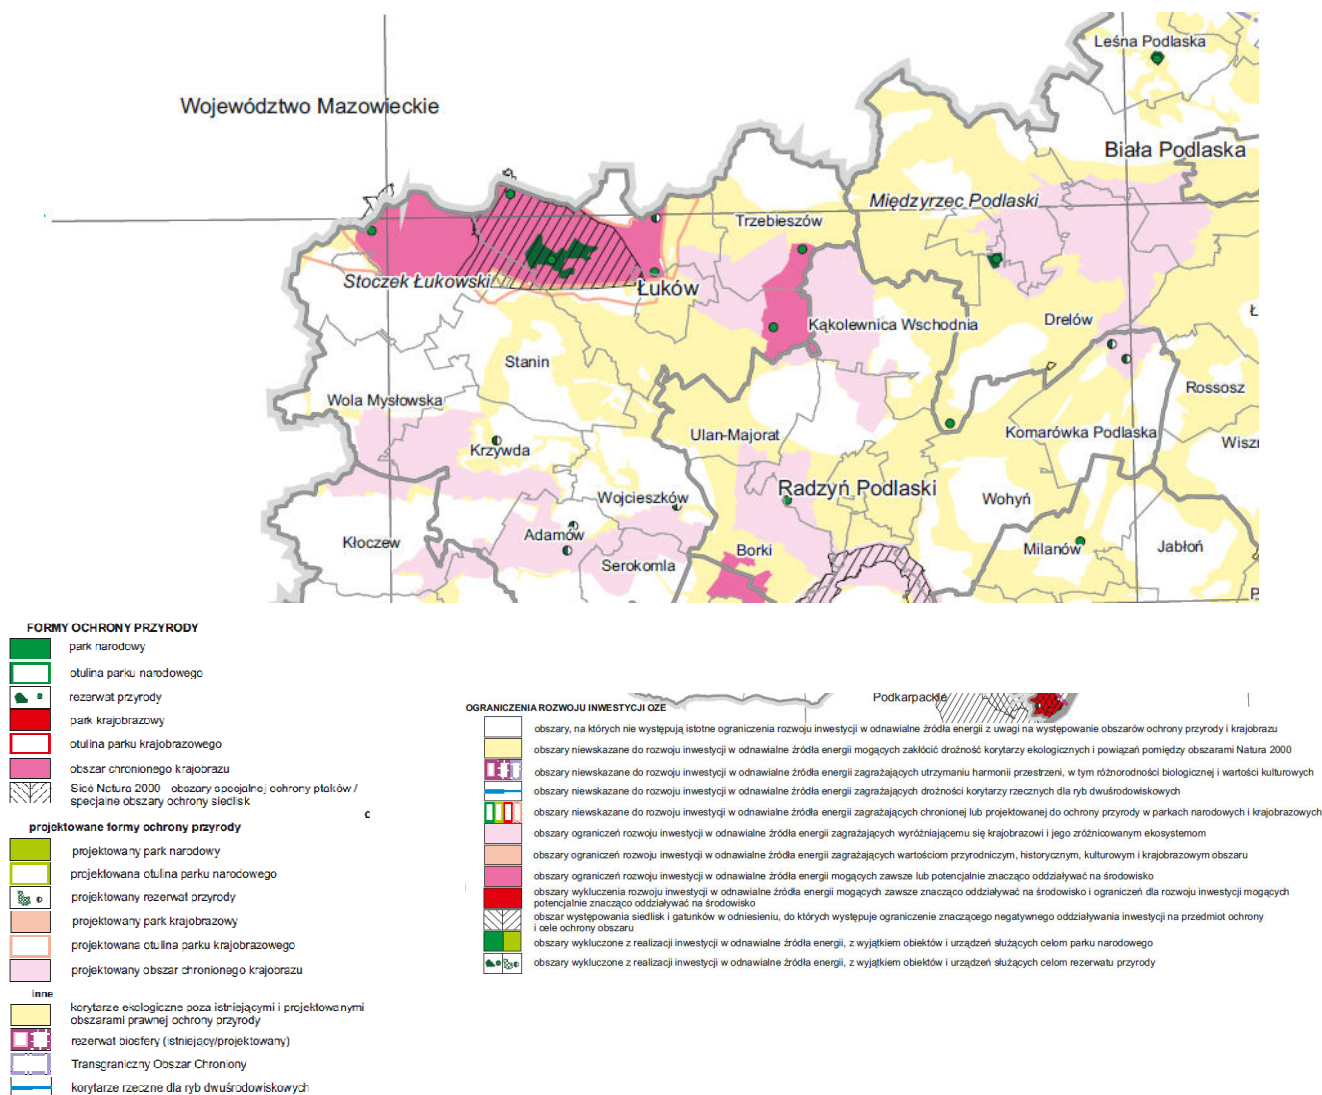 Leśna Podlaska
Województwo Mazowieckie
Biała Podlaska
Międzyrzec Podlaski
Trzebieszów
Stoczek Łukowski
Łuków
Kąkolewnica Wschodnia
Drelów
Stanin
Rossosz
Wola Mysłowska
Ulan-Majorat
Komarówka Podlaska
Krzywda
Radzyń Podlaski
Wojcieszków
Wohyń
Adamów
Kłoczew
Borki
Milanów
Jabłoń
Serokomla
FORMY OCHRONY PRZYRODY
park narodowy
otulina parku narodowego
rezerwat przyrody
park krajobrazowy
otulina parku krajobrazowego
obszar chronionego krajobrazu
Sieć Natura 2000 obszary specjalnej ochrony ptaków /
specjalne obszary ochrony siedlisk
projektowane formy ochrony przyrody
projektowany park narodowy
projektowana otulina parku narodowego
projektowany rezerwat przyrody
projektowany park krajobrazowy
projektowana otulina parku krajobrazowego
projektowany obszar chronionego krajobrazu
inne
korytarze ekologiczne poza istniejącymi i projektowanymi
obszarami prawnej ochrony przyrody
rezerwat biosfery (istniejący/projektowany)
Transgraniczny Obszar Chroniony
korytarze rzeczne dla ryb dwuśrodowiskowych
Podkarpackie
OGRANICZENIA ROZWOJU INWESTYCJI OZE
obszary, na których nie występują istotne ograniczenia rozwoju inwestycji w odnawialne źródła energii z uwagi na występowanie obszarów ochrony przyrody i krajobrazu
obszary niewskazane do rozwoju inwestycji w odnawialne źródła energii mogących zakłócić drożność korytarzy ekologicznych i powiązań pomiędzy obszarami Natura 2000
obszary niewskazane do rozwoju inwestycji w odnawialne źródła energii zagrażających utrzymaniu harmonii przestrzeni, w tym różnorodności biologicznej i wartości kulturowych
obszary niewskazane do rozwoju inwestycji w odnawialne źródła energii zagrażających drożności korytarzy rzecznych dla ryb dwuśrodowiskowych
obszary niewskazane do rozwoju inwestycji w odnawialne źródła energii zagrażających chronionej lub projektowanej do ochrony przyrody w parkach narodowych i krajobrazowych
obszary ograniczeń rozwoju inwestycji w odnawialne źródła energii zagrażających wyróżniającemu się krajobrazowi i jego zróżnicowanym ekosystemom
obszary ograniczeń rozwoju inwestycji w odnawialne źródła energii zagrażających wartościom przyrodniczym, historycznym, kulturowym i krajobrazowym obszaru
obszary ograniczeń rozwoju inwestycji w odnawialne źródła energii mogących zawsze lub potencjalnie znacząco oddziaływać na środowisko
obszary wykluczenia rozwoju inwestycji w odnawialne źródła energii mogących zawsze znacząco oddziaływać na środowisko i ograniczeń dla rozwoju inwestycji mogących
potencjalnie znacząco oddziaływać na środowisko
obszar występowania siedlisk i gatunków w odniesieniu, do których występuje ograniczenie znaczącego negatywnego oddziaływania inwestycji na przedmiot ochrony
i cele ochrony obszaru
obszary wykluczone z realizacji inwestycji w odnawialne źródła energii, z wyjątkiem obiektów i urządzeń służących celom parku narodowego
obszary wykluczone z realizacji inwestycji w odnawialne źródła energii, z wyjątkiem obiektów i urządzeń służących celom rezerwatu przyrody